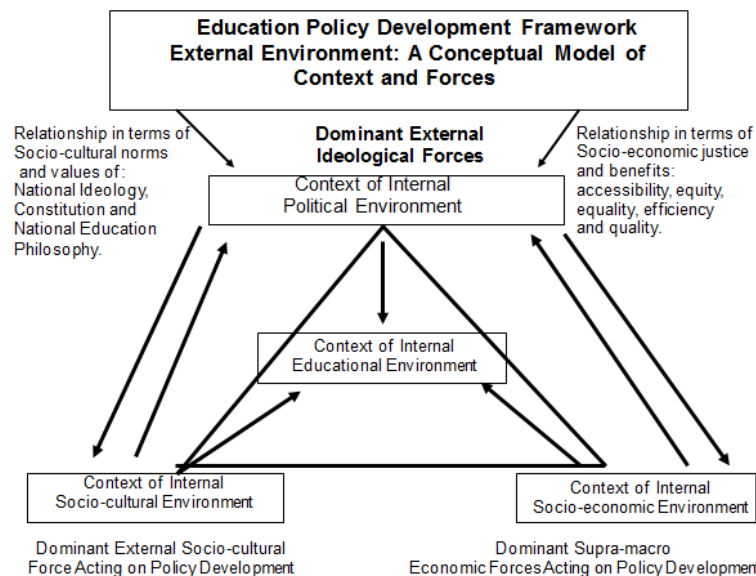 Education Policy Development Framework
External Environment: A Conceptual Model of
Context and Forces
Relationship in terms of
Socio-cultural norms
and values of:
National Ideology,
Constitution and
National Education
Philosophy.
Dominant External
Ideological Forces
Relationship in terms of
Socio-economic justice
and benefits:
accessibility, equity,
equality, efficiency
and quality.
Context of Internal
Political Environment
Context of Internal
Educational Environment
Context of Internal
Socio-cultural Environment
Context of Internal
Socio-economic Environment
Dominant External Socio-cultural
Force Acting on Policy Development
Dominant Supra-macro
Economic Forces Acting on Policy Development